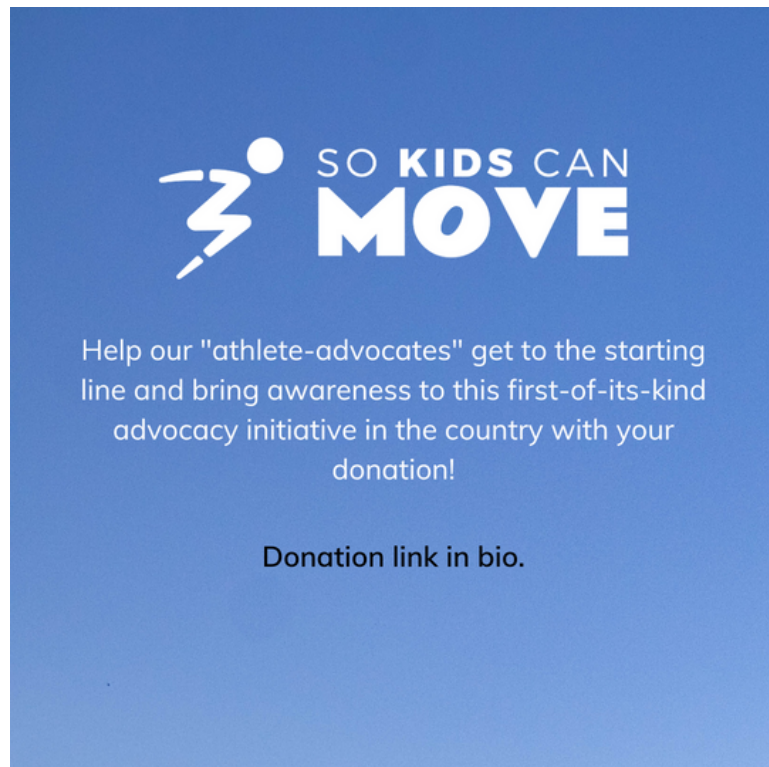 SO KIDS CAN
MOVE
Help our "athlete-advocates" get to the starting
line and bring awareness to this first-of-its-kind
advocacy initiative in the country with your
donation!
Donation link in bio.